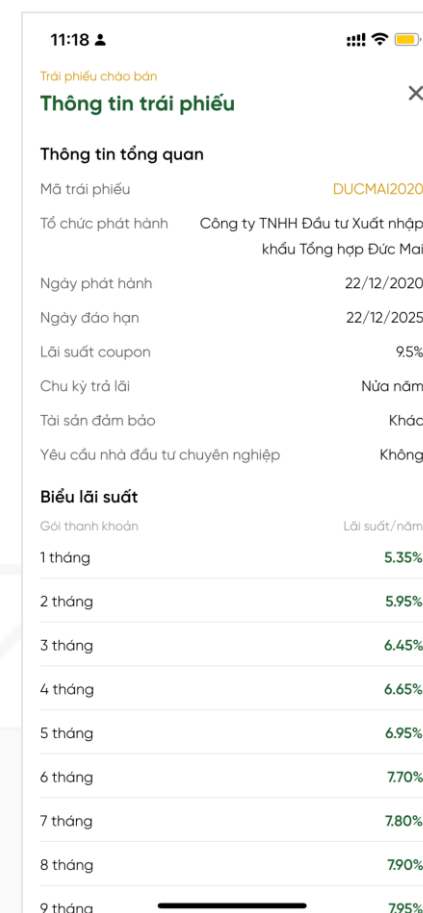 11:18
Trái phiếu chào bán
Thông tin trái phiếu
Thông tin tổng quan
Mã trái phiếu DUCMAI2020
Tổ chức phát hành Công ty TNHH Đầu tư Xuất nhập
khẩu Tổng hợp Đức Mai
Ngày phát hành 22/12/2020
Ngày đáo hạn 22/12/2025
Lãi suất coupon 9.5%
Chu kỳ trả lãi Nửa năm
Tài sản đảm bảo Khác
Yêu cầu nhà đầu tư chuyên nghiệp Không
Biểu lãi suất
Gói thanh khoản Lãi suất/năm
1 tháng 5.35%
2 tháng 5.95%
3 tháng 6.45%
4 tháng 6.65%
5 tháng 6.95%
6 tháng 7.70%
7 tháng 7.80%
8 tháng 7.90%
9 tháng 7.95%